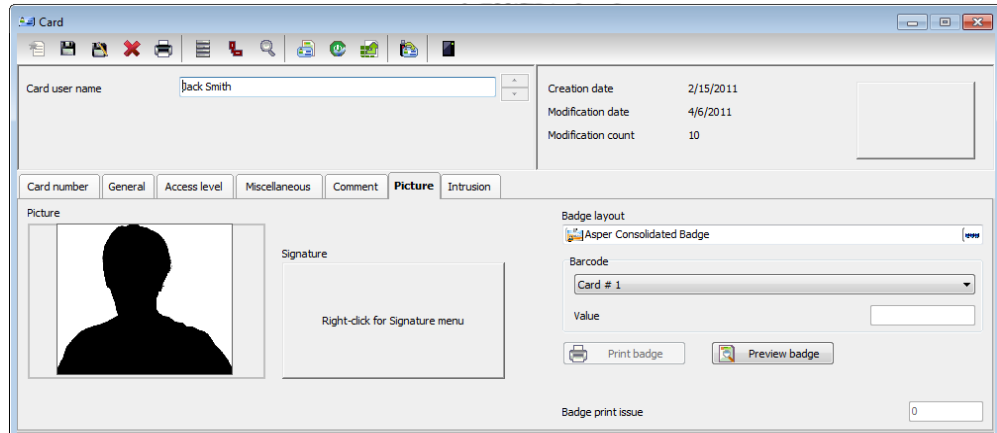 Card
Card user name
Jack Smith
Creation date 2/15/2011
Modification date 4/6/2011
Modification count 10
Card number General Access level Miscellaneous Comment Picture Intrusion
Picture
Signature
Right-click for Signature menu
Badge layout
Asper Consolidated Badge
Barcode
Card # 1
Value
Print badge Preview badge
Badge print issue 0